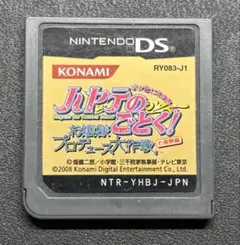 NINTENDO DS
KONAMI
RY083-J1
ハヤテのごとく!
お嬢様プロデュース大作戦
© 畑健二郎／小学館・三千院家執事部・テレビ東京
©2008 Konami Digital Entertainment Co., Ltd.
NTR-YHBJ-JPN